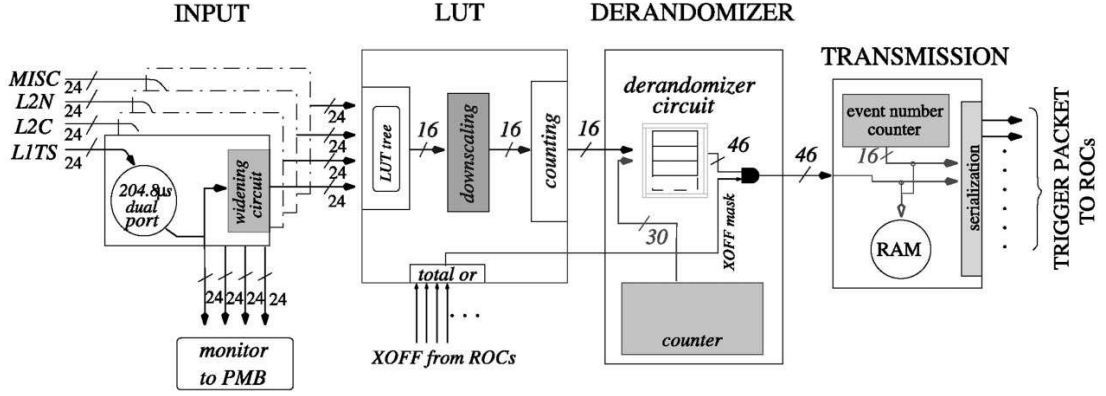 INPUT
LUT
DERANDOMIZER
TRANSMISSION
MISC
24
L2N
24
L2C
24
L1TS
24
204.8μs
dual
port
widening
circuit
24
24
24
24
24
24
24
24
monitor
to PMB
LUT tree
16
downscaling
16
counting
16
total or
. . .
XOFF from ROCs
derandomizer
circuit
46
30
XOFF mask
counter
46
event number
counter
16
RAM
serialization
TRIGGER PACKET
TO ROCs